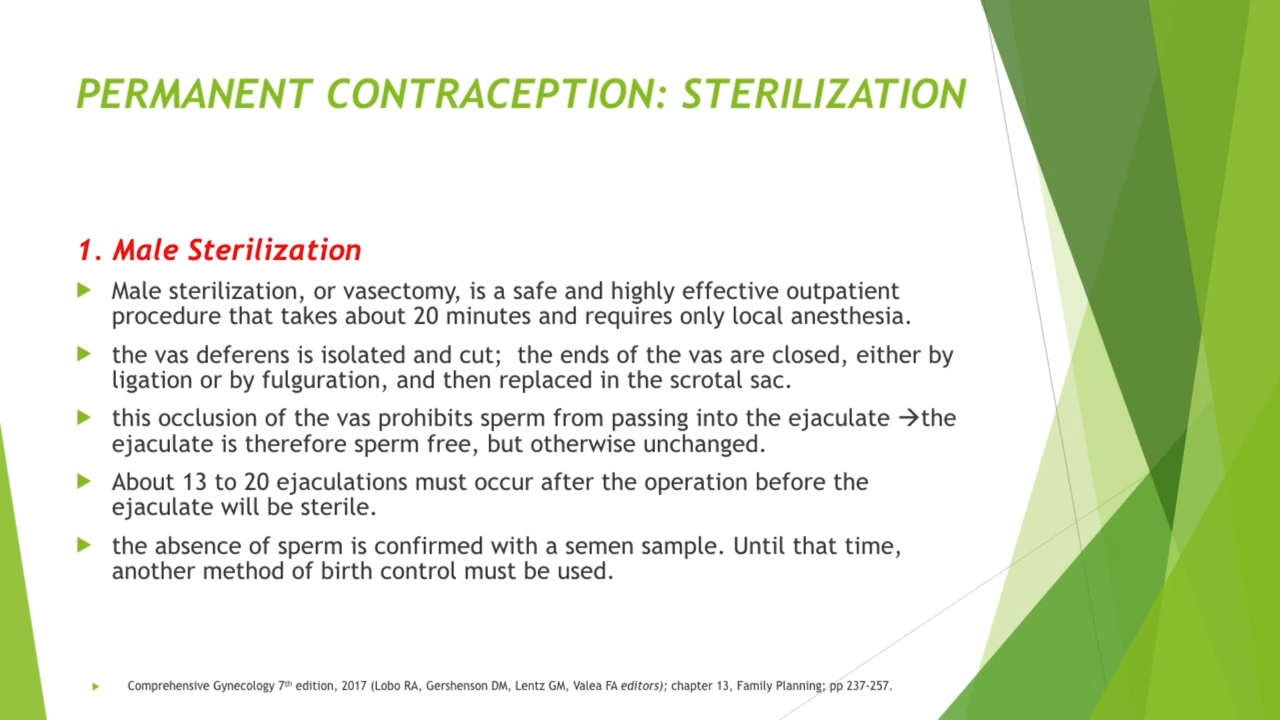 PERMANENT CONTRACEPTION: STERILIZATION
1. Male Sterilization
Male sterilization, or vasectomy, is a safe and highly effective outpatient
procedure that takes about 20 minutes and requires only local anesthesia.
the vas deferens is isolated and cut;  the ends of the vas are closed, either by
ligation or by fulguration, and then replaced in the scrotal sac.
this occlusion of the vas prohibits sperm from passing into the ejaculate →the
ejaculate is therefore sperm free, but otherwise unchanged.
About 13 to 20 ejaculations must occur after the operation before the
ejaculate will be sterile.
the absence of sperm is confirmed with a semen sample. Until that time,
another method of birth control must be used.
Comprehensive Gynecology 7th edition, 2017 (Lobo RA, Gershenson DM, Lentz GM, Valea FA editors); chapter 13, Family Planning; pp 237-257.